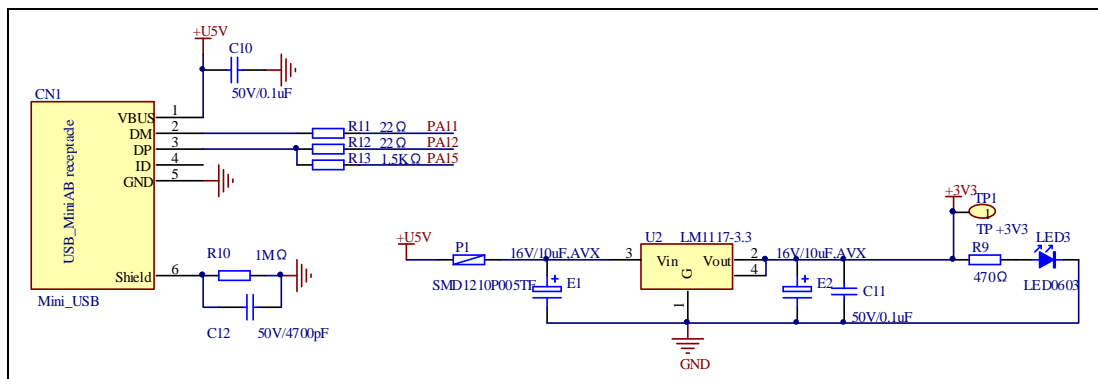 +U5V
C10
50V/0.1uF
CN1
USB_MiniAB receptacle
VBUS 1
DM 2
DP 3
ID 4
GND 5
Shield 6
Mini_USB
R11 22Ω PA11
R12 22Ω PA12
R13 1.5KΩ PA15
R10 1MΩ
C12 50V/4700pF
+U5V
P1
SMD1210P005TF
16V/10uF,AVX
E1
U2 LM1117-3.3
3 Vin Vout 2
4
G
1
GND
16V/10uF,AVX
E2
C11
50V/0.1uF
+3V3
TP1
1
TP +3V3
R9
470Ω
LED3
LED0603